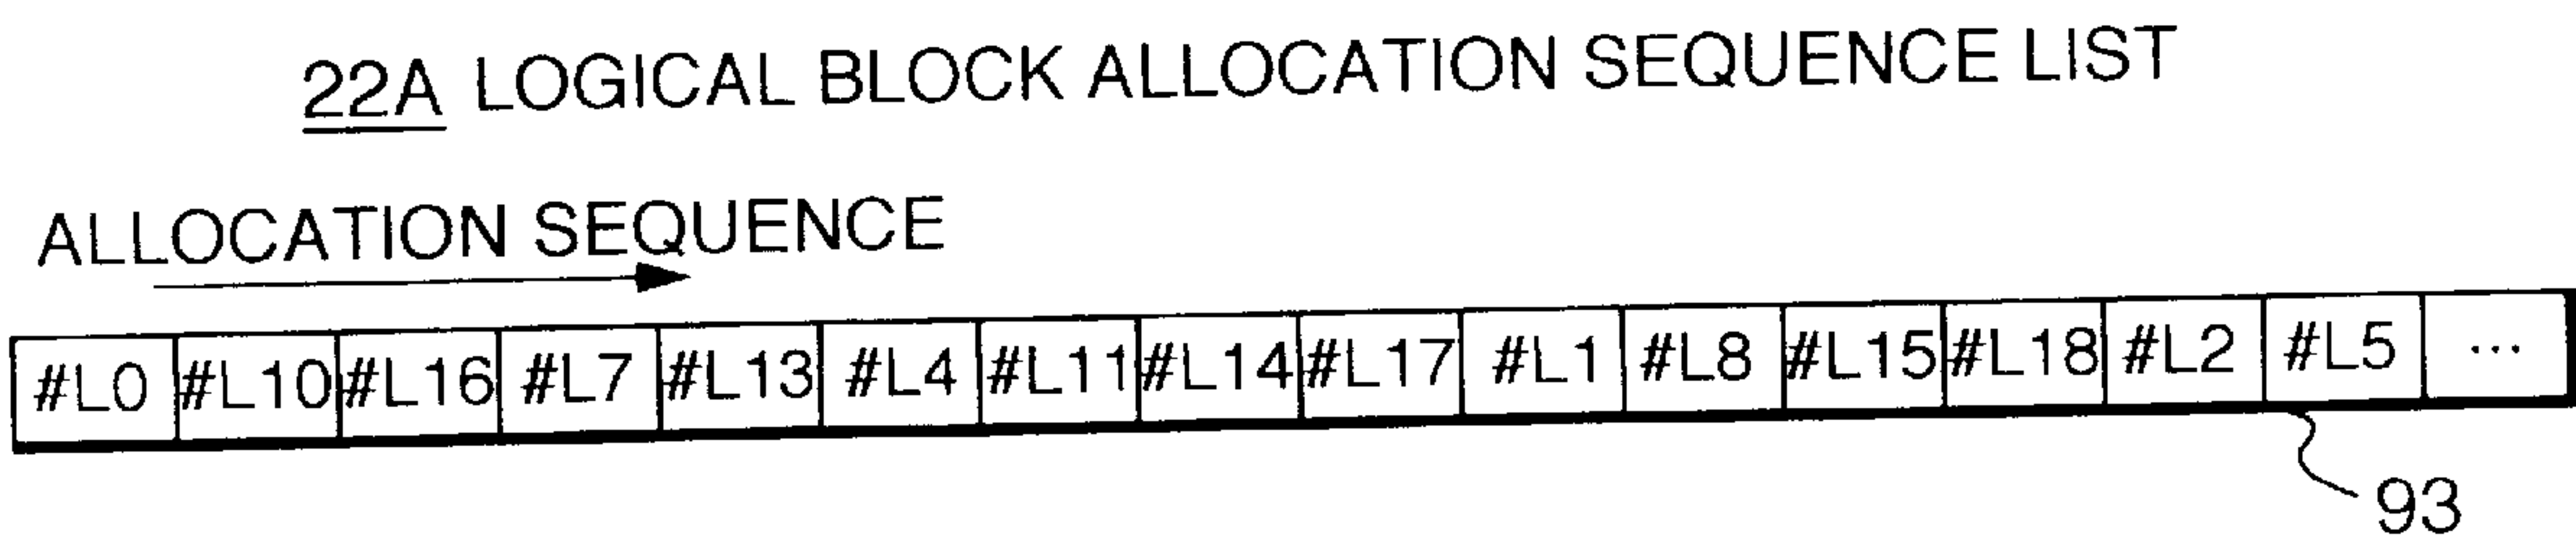 22A LOGICAL BLOCK ALLOCATION SEQUENCE LIST
ALLOCATION SEQUENCE
#L0 #L10 #L16 #L7 #L13 #L4 #L11 #L14 #L17 #L1 #L8 #L15 #L18 #L2 #L5 ...
93